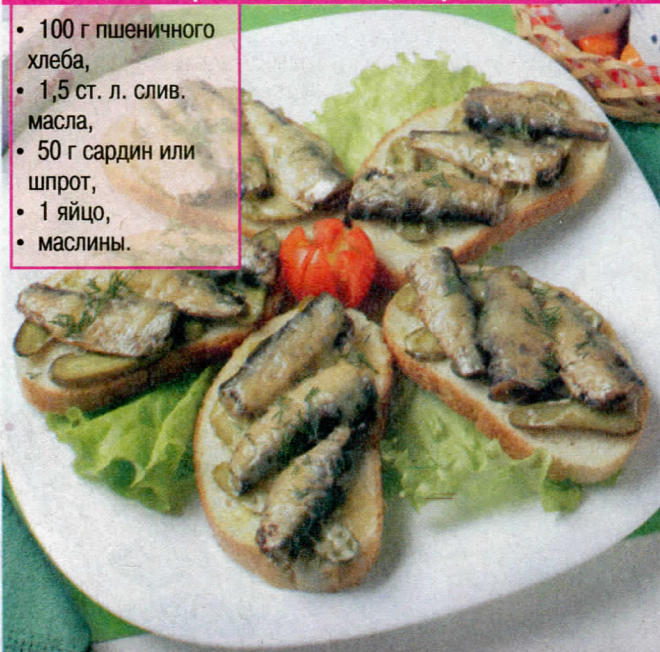 • 100 г пшеничного
хлеба,
• 1,5 ст. л. слив.
масла,
• 50 г сардин или
шпрот,
• 1 яйцо,
• маслины.